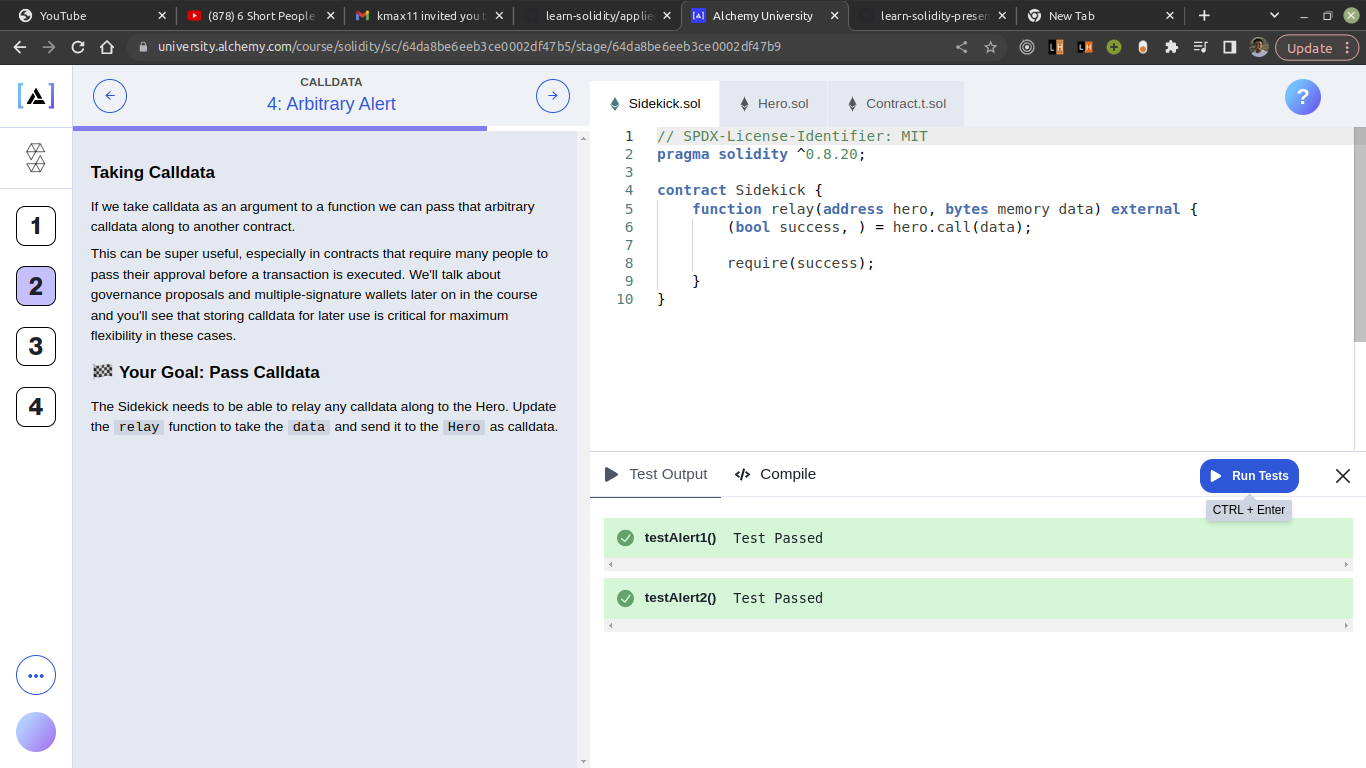 YouTube
(878) 6 Short People
kmax11 invited you t
learn-solidity/applie
Alchemy University
learn-solidity-presen
New Tab
university.alchemy.com/course/solidity/sc/64da8be6eeb3ce0002df47b5/stage/64da8be6eeb3ce0002df47b9
LH
LH
Update
[A]
CALLDATA
4: Arbitrary Alert
1
2
3
4
Taking Calldata
If we take calldata as an argument to a function we can pass that arbitrary
calldata along to another contract.
This can be super useful, especially in contracts that require many people to
pass their approval before a transaction is executed. We'll talk about
governance proposals and multiple-signature wallets later on in the course
and you'll see that storing calldata for later use is critical for maximum
flexibility in these cases.
Your Goal: Pass Calldata
The Sidekick needs to be able to relay any calldata along to the Hero. Update
the relay function to take the data and send it to the Hero as calldata.
Sidekick.sol
Hero.sol
Contract.t.sol
?
1 // SPDX-License-Identifier: MIT
2 pragma solidity ^0.8.20;
3
4 contract Sidekick {
5 function relay(address hero, bytes memory data) external {
6 (bool success, ) = hero.call(data);
7
8 require(success);
9 }
10 }
Test Output
</> Compile
Run Tests
CTRL + Enter
testAlert1() Test Passed
testAlert2() Test Passed